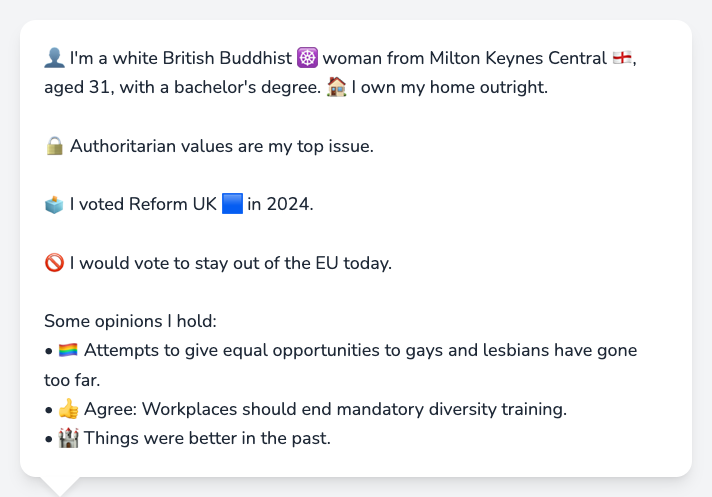 👤 I'm a white British Buddhist ☸️ woman from Milton Keynes Central 🏴󠁧󠁢󠁥󠁮󠁧󠁿,
aged 31, with a bachelor's degree. 🏠 I own my home outright.
🔒 Authoritarian values are my top issue.
🗳️ I voted Reform UK 🟦 in 2024.
🚫 I would vote to stay out of the EU today.
Some opinions I hold:
• 🏳️‍🌈 Attempts to give equal opportunities to gays and lesbians have gone
too far.
• 👍 Agree: Workplaces should end mandatory diversity training.
• 🏰 Things were better in the past.